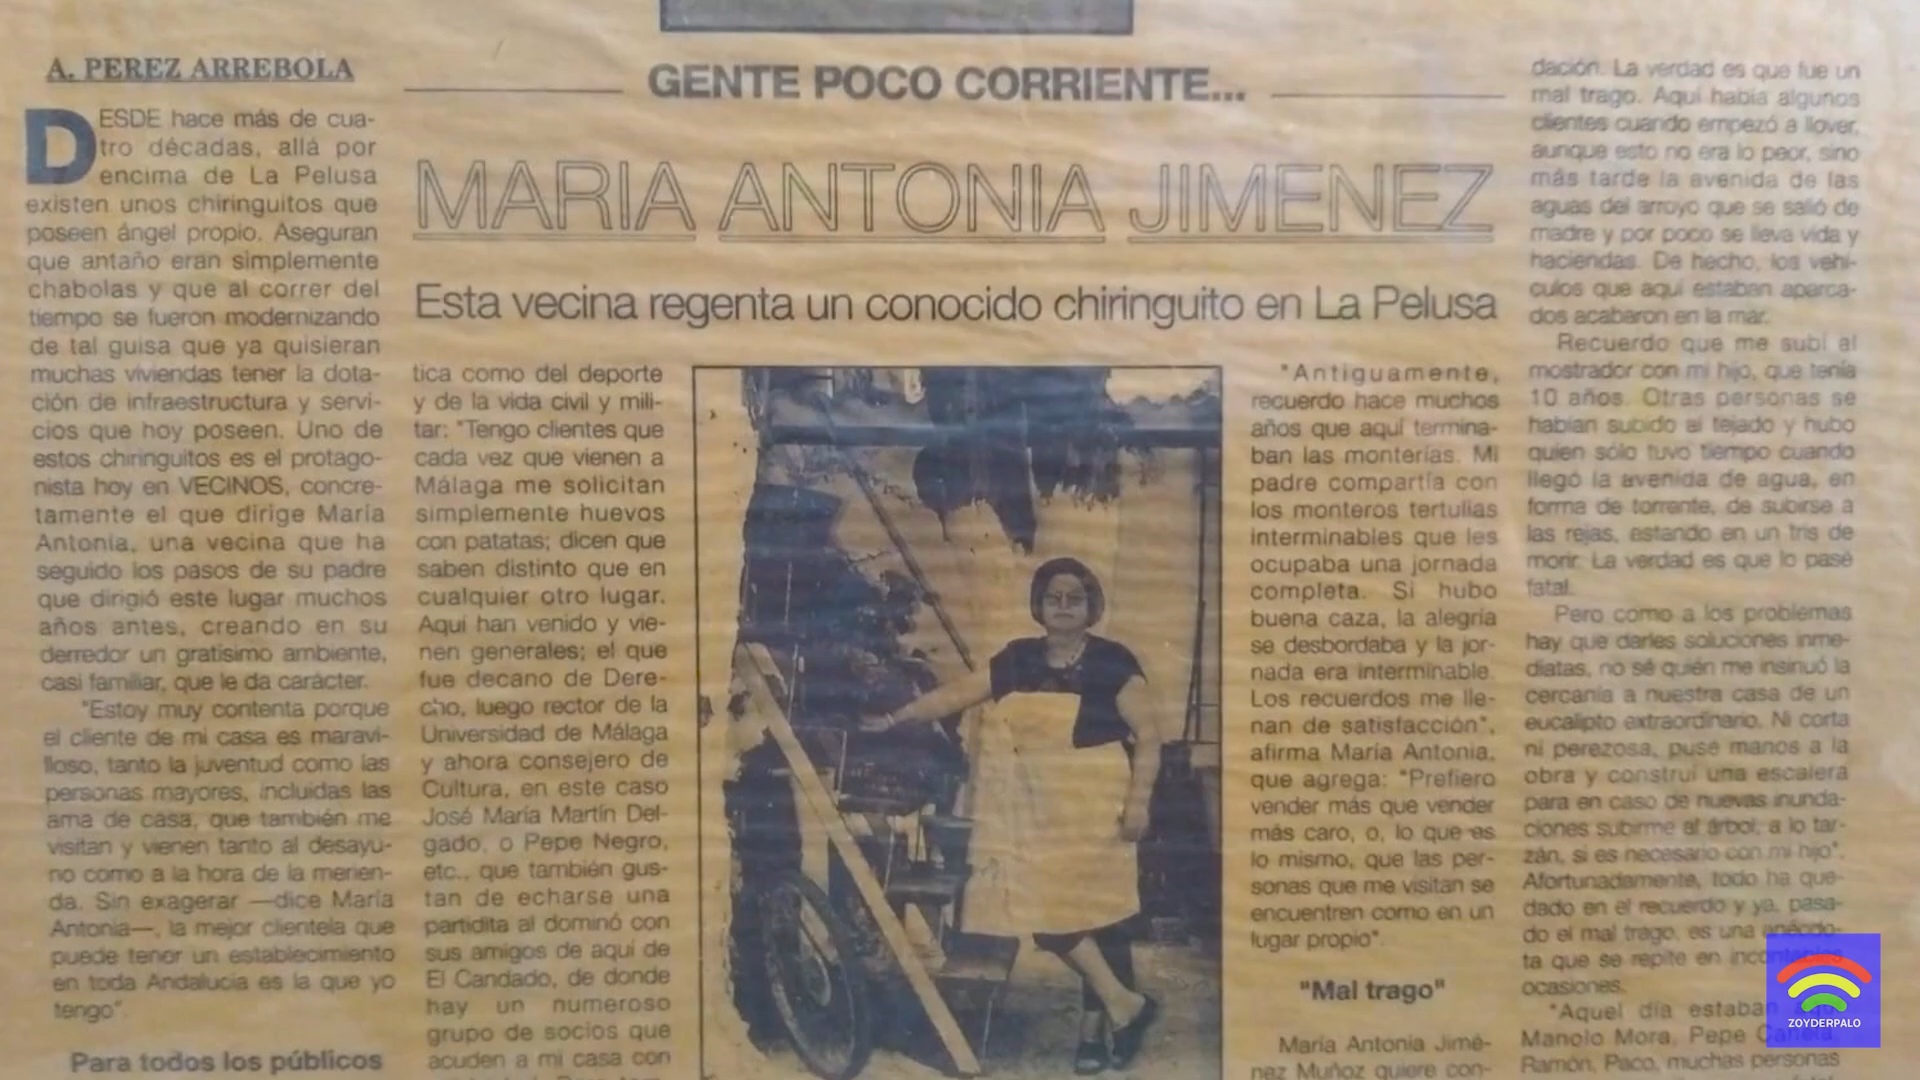 A. PEREZ ARREBOLA
DESDE hace más de cua-
tro décadas, allá por
encima de La Pelusa
existen unos chiringuitos que
poseen ángel propio. Aseguran
que antaño eran simplemente
chabolas y que al correr del
tiempo se fueron modernizando
de tal guisa que ya quisieran
muchas viviendas tener la dota-
ción de infraestructura y servi-
cios que hoy poseen. Uno de
estos chiringuitos es el protago-
nista hoy en VECINOS, concre-
tamente el que dirige María
Antonia, una vecina que ha
seguido los pasos de su padre
que dirigió este lugar muchos
años antes, creando en su
derredor un gratísimo ambiente,
casi familiar, que le da carácter.
"Estoy muy contenta porque
el cliente de mi casa es maravi-
lloso, tanto la juventud como las
personas mayores, incluidas las
ama de casa, que también me
visitan y vienen tanto al desayu-
no como a la hora de la merien-
da. Sin exagerar —dice María
Antonia—, la mejor clientela que
puede tener un establecimiento
en toda Andalucía es la que yo
tengo".
Para todos los públicos
GENTE POCO CORRIENTE...
MARIA ANTONIA JIMENEZ
Esta vecina regenta un conocido chiringuito en La Pelusa
tica como del deporte
y de la vida civil y mili-
tar: "Tengo clientes que
cada vez que vienen a
Málaga me solicitan
simplemente huevos
con patatas; dicen que
saben distinto que en
cualquier otro lugar.
Aquí han venido y vie-
nen generales; el que
fue decano de Dere-
cho, luego rector de la
Universidad de Málaga
y ahora consejero de
Cultura, en este caso
José María Martín Del-
gado, o Pepe Negro,
etc., que también gus-
tan de echarse una
partidita al dominó con
sus amigos de aquí de
El Candado, de donde
hay un numeroso
grupo de socios que
acuden a mi casa con
"Antiguamente,
recuerdo hace muchos
años que aquí termina-
ban las monterías. Mi
padre compartía con
los monteros tertulias
interminables que les
ocupaba una jornada
completa. Si hubo
buena caza, la alegría
se desbordaba y la jor-
nada era interminable.
Los recuerdos me lle-
nan de satisfacción",
afirma María Antonia,
que agrega: "Prefiero
vender más que vender
más caro, o, lo que es
lo mismo, que las per-
sonas que me visitan se
encuentren como en un
lugar propio".
"Mal trago"
María Antonia Jimé-
nez Muñoz quiere con-
dación. La verdad es que fue un
mal trago. Aquí había algunos
clientes cuando empezó a llover,
aunque esto no era lo peor, sino
más tarde la avenida de las
aguas del arroyo que se salió de
madre y por poco se lleva vida y
haciendas. De hecho, los vehí-
culos que aquí estaban aparca-
dos acabaron en la mar.
Recuerdo que me subí al
mostrador con mi hijo, que tenía
10 años. Otras personas se
habían subido al tejado y hubo
quien sólo tuvo tiempo cuando
llegó la avenida de agua, en
forma de torrente, de subirse a
las rejas, estando en un tris de
morir. La verdad es que lo pasé
fatal.
Pero como a los problemas
hay que darles soluciones inme-
diatas, no sé quién me insinuó la
cercanía a nuestra casa de un
eucalipto extraordinario. Ni corta
ni perezosa, puse manos a la
obra y construí una escalera
para en caso de nuevas inunda-
ciones subirme al árbol, a lo tar-
zán, si es necesario con mi hijo".
Afortunadamente, todo ha que-
dado en el recuerdo y ya, pasa-
do el mal trago, es una anécdo-
ta que se repite en incontables
ocasiones.
"Aquel día estaban
Manolo Mora, Pepe
Ramón, Paco, muchas personas
ZOYDERPALO